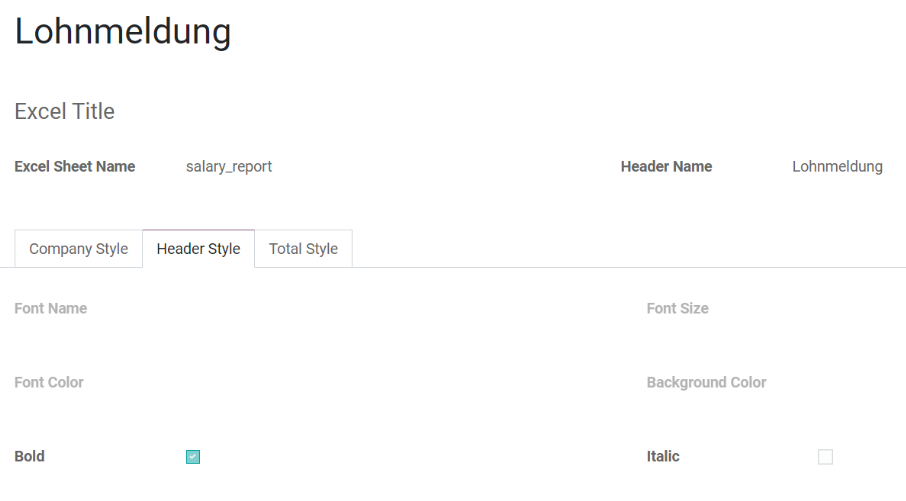 Lohnmeldung
Excel Title
Excel Sheet Name salary_report Header Name Lohnmeldung
Company Style Header Style Total Style
Font Name Font Size
Font Color Background Color
Bold Italic